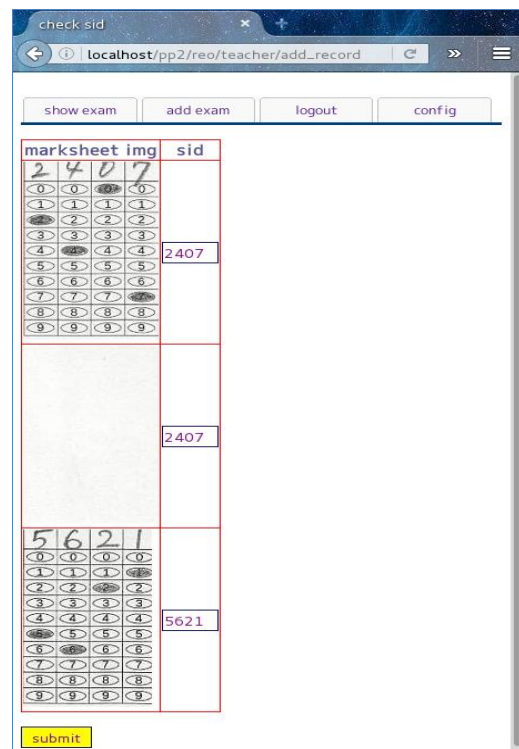 check sid
localhost/pp2/reo/teacher/add_record
show exam add exam logout config
marksheet img sid
2 4 0 7
0 0 0 0
1 1 1 1
2 2 2 2
3 3 3 3
4 4 4 4
5 5 5 5
6 6 6 6
7 7 7 7
8 8 8 8
9 9 9 9
2407
2407
5 6 2 1
0 0 0 0
1 1 1 1
2 2 2 2
3 3 3 3
4 4 4 4
5 5 5 5
6 6 6 6
7 7 7 7
8 8 8 8
9 9 9 9
5621
submit